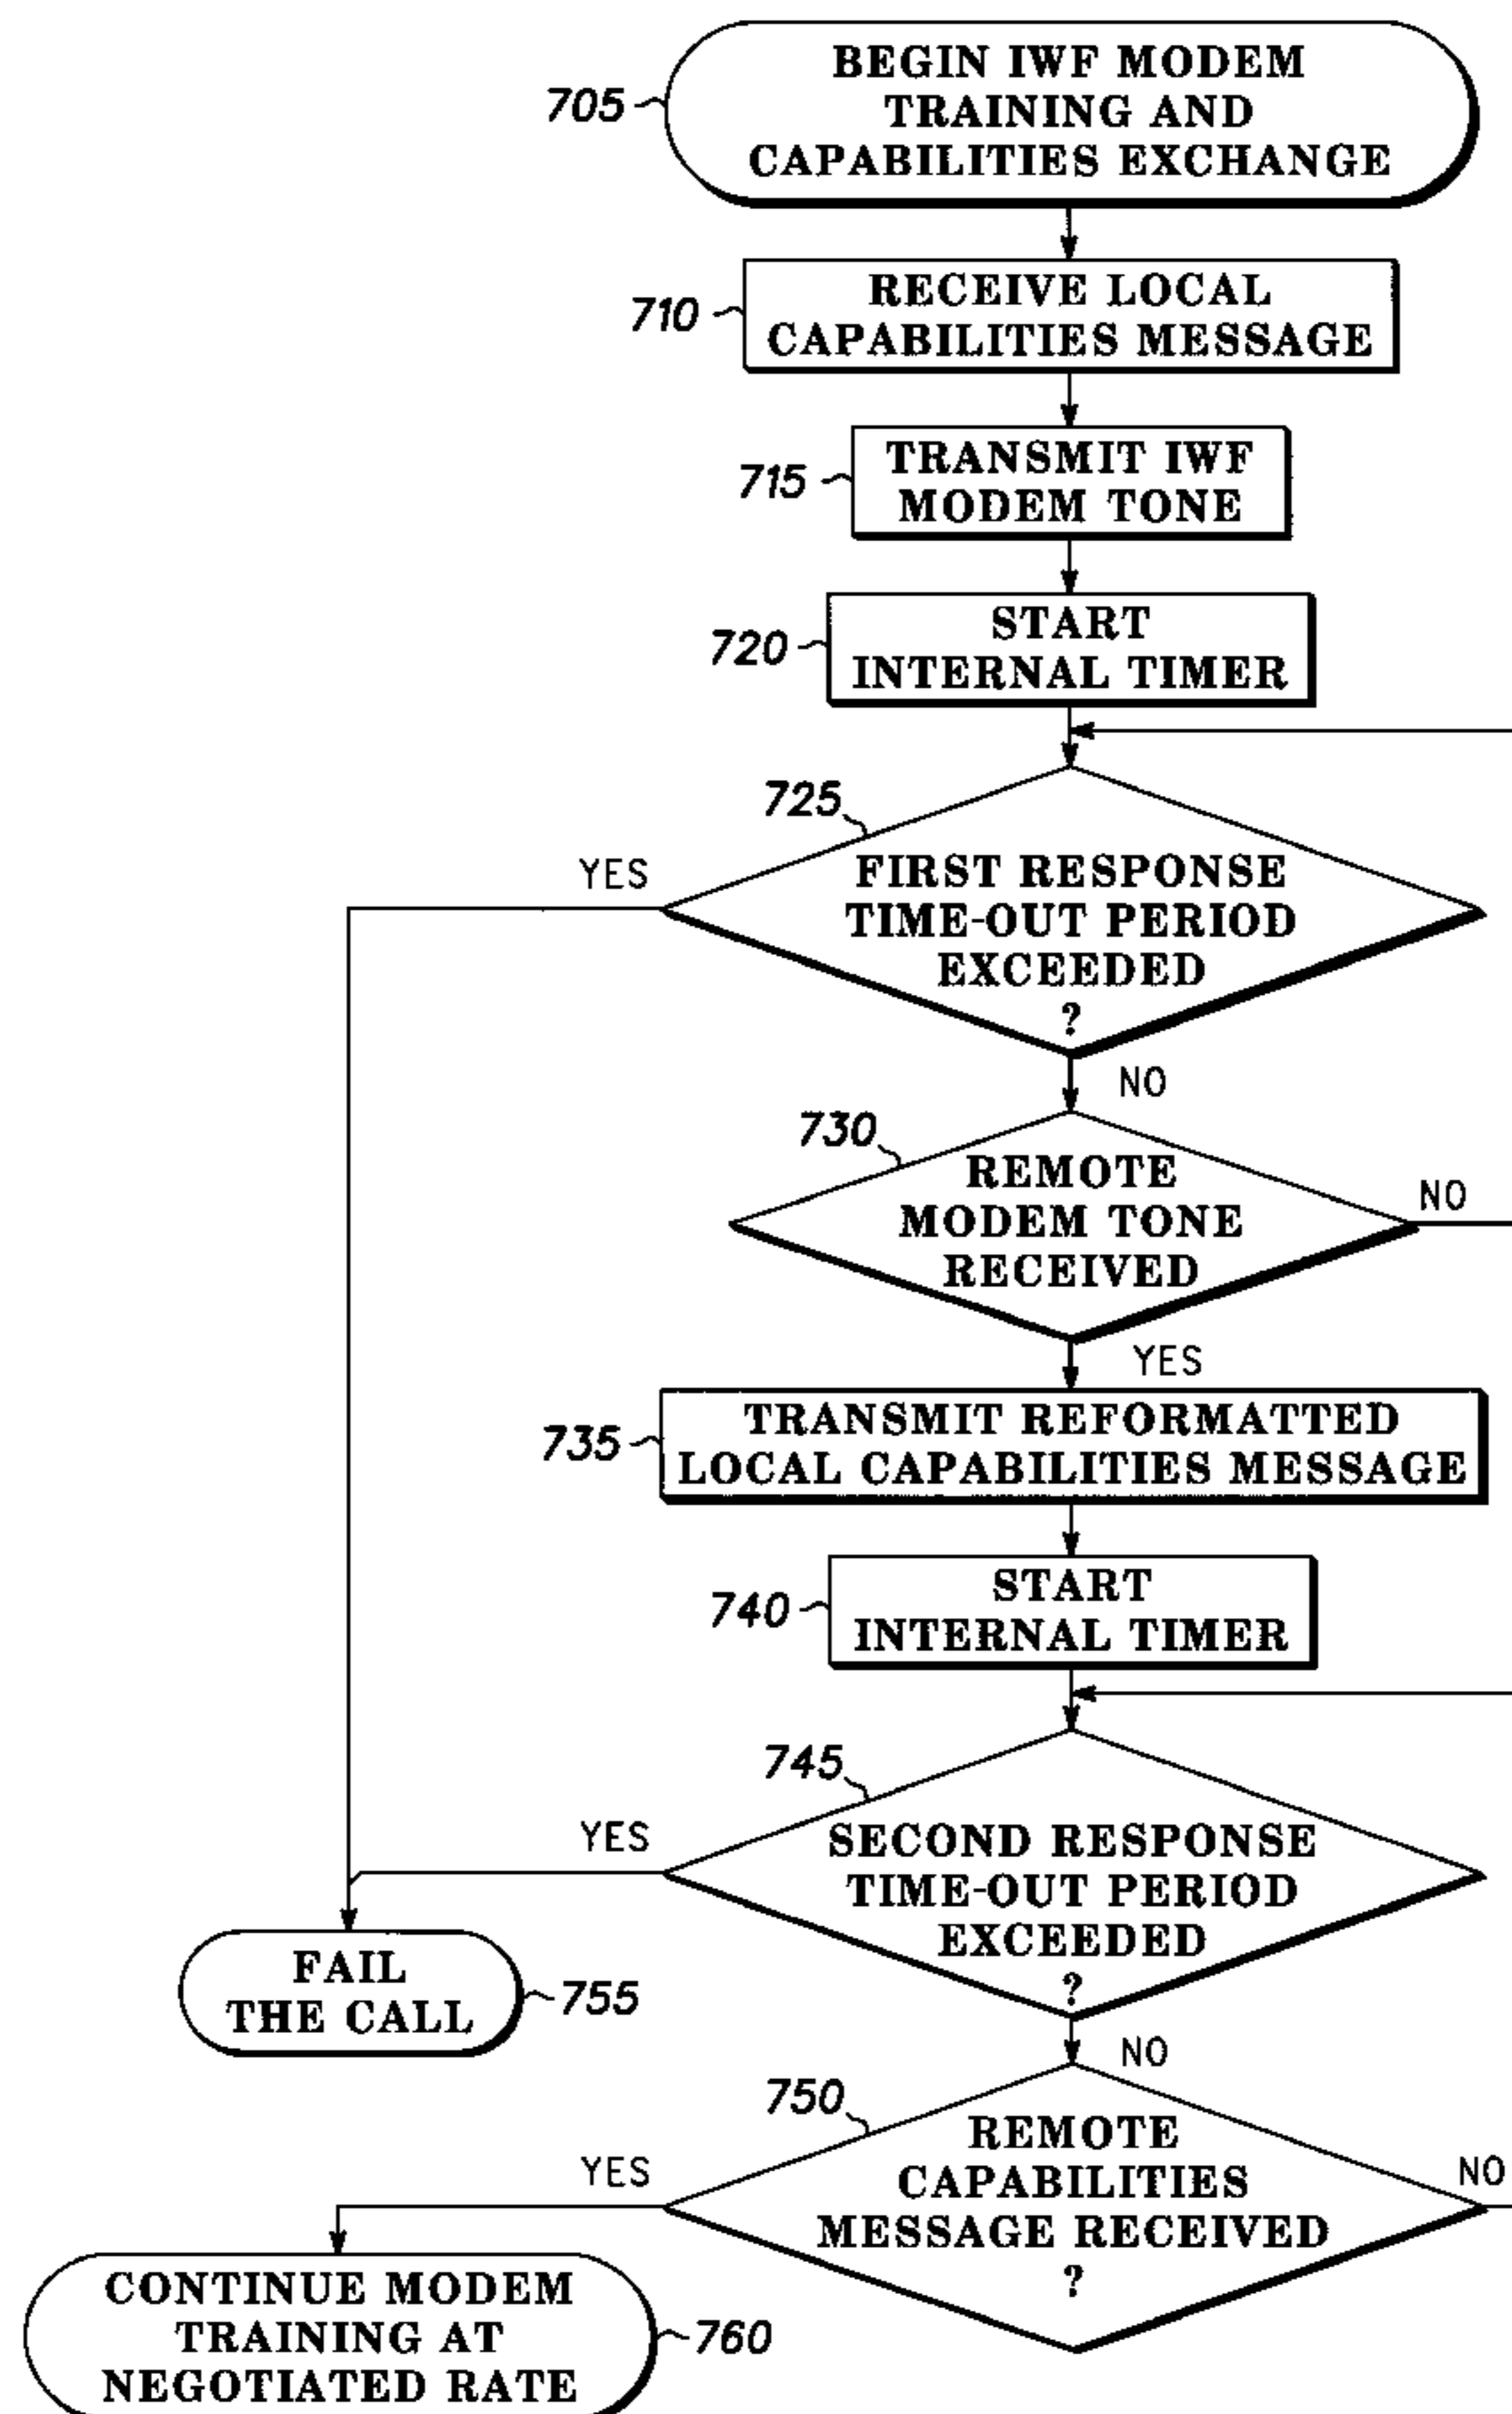 BEGIN IWF MODEM
TRAINING AND
CAPABILITIES EXCHANGE
705
RECEIVE LOCAL
CAPABILITIES MESSAGE
710
TRANSMIT IWF
MODEM TONE
715
START
INTERNAL TIMER
720
725
YES
FIRST RESPONSE
TIME-OUT PERIOD
EXCEEDED
?
NO
730
REMOTE
MODEM TONE
RECEIVED
NO
YES
TRANSMIT REFORMATTED
LOCAL CAPABILITIES MESSAGE
735
START
INTERNAL TIMER
740
745
YES
SECOND RESPONSE
TIME-OUT PERIOD
EXCEEDED
?
FAIL
THE CALL
755
NO
750
YES
REMOTE
CAPABILITIES
MESSAGE RECEIVED
?
NO
CONTINUE MODEM
TRAINING AT
NEGOTIATED RATE
760